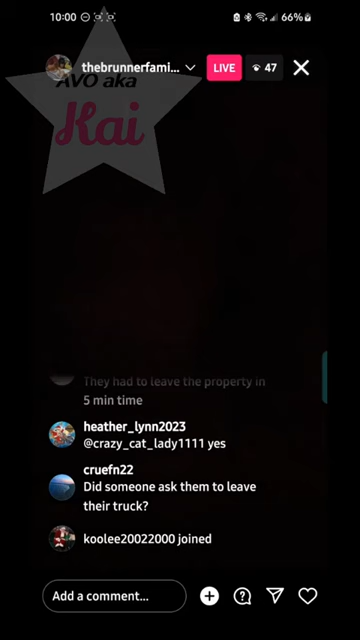 10:00
66%
thebrunnerfami...
LIVE
47
AVO aka
Kai
They had to leave the property in
5 min time
heather_lynn2023
@crazy_cat_lady1111 yes
cruefn22
Did someone ask them to leave
their truck?
koolee20022000 joined
Add a comment...